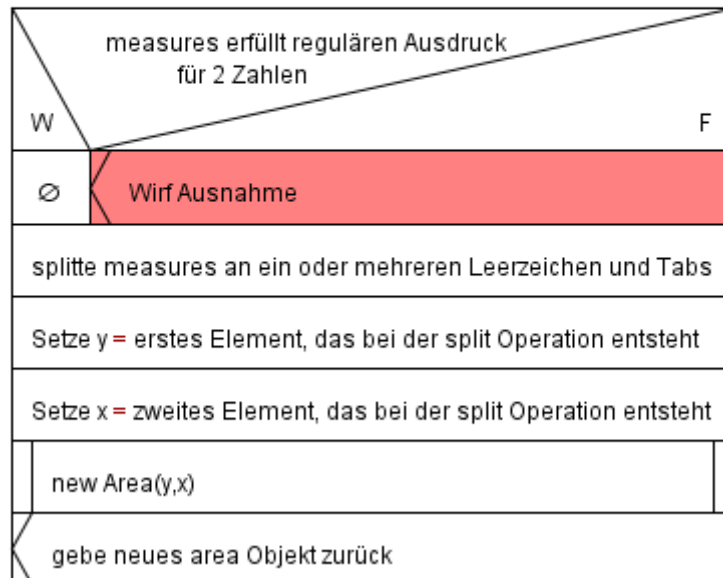 measures erfüllt regulären Ausdruck
für 2 Zahlen
W
F
∅
Wirf Ausnahme
splitte measures an ein oder mehreren Leerzeichen und Tabs
Setze y = erstes Element, das bei der split Operation entsteht
Setze x = zweites Element, das bei der split Operation entsteht
new Area(y,x)
gebe neues area Objekt zurück